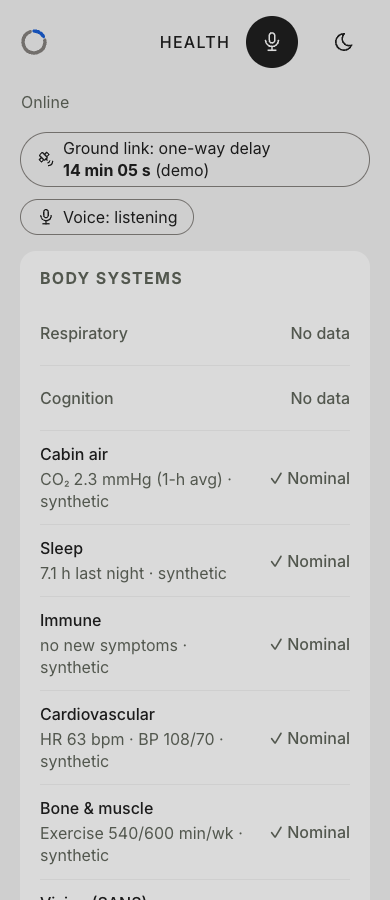 HEALTH
Online
Ground link: one-way delay
14 min 05 s (demo)
Voice: listening
BODY SYSTEMS
Respiratory No data
Cognition No data
Cabin air
CO₂ 2.3 mmHg (1-h avg) ·
synthetic
✓ Nominal
Sleep
7.1 h last night · synthetic
✓ Nominal
Immune
no new symptoms ·
synthetic
✓ Nominal
Cardiovascular
HR 63 bpm · BP 108/70 ·
synthetic
✓ Nominal
Bone & muscle
Exercise 540/600 min/wk ·
synthetic
✓ Nominal
Vision (SANS)